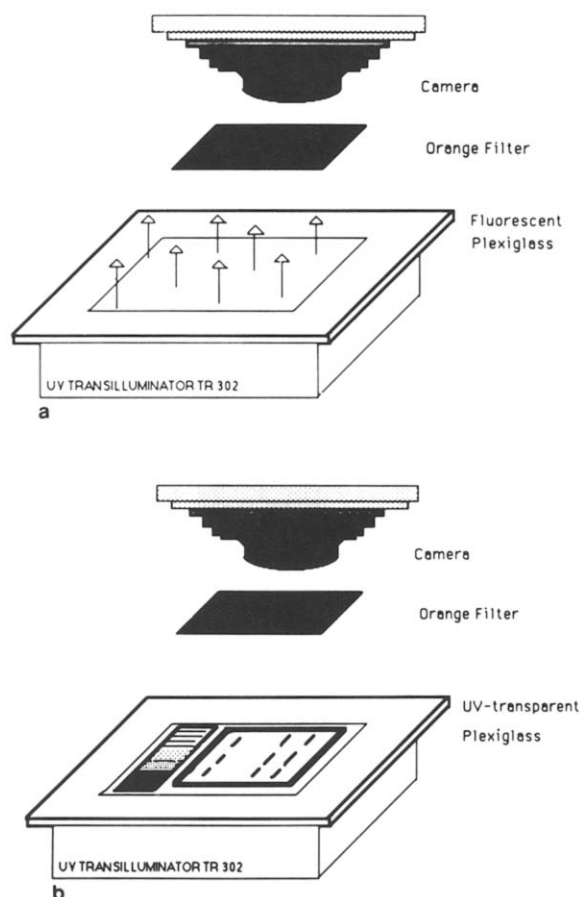 Camera
Orange Filter
Fluorescent
Plexiglass
UV TRANSILLUMINATOR TR 302
a
Camera
Orange Filter
UV-transparent
Plexiglass
UV TRANSILLUMINATOR TR 302
b